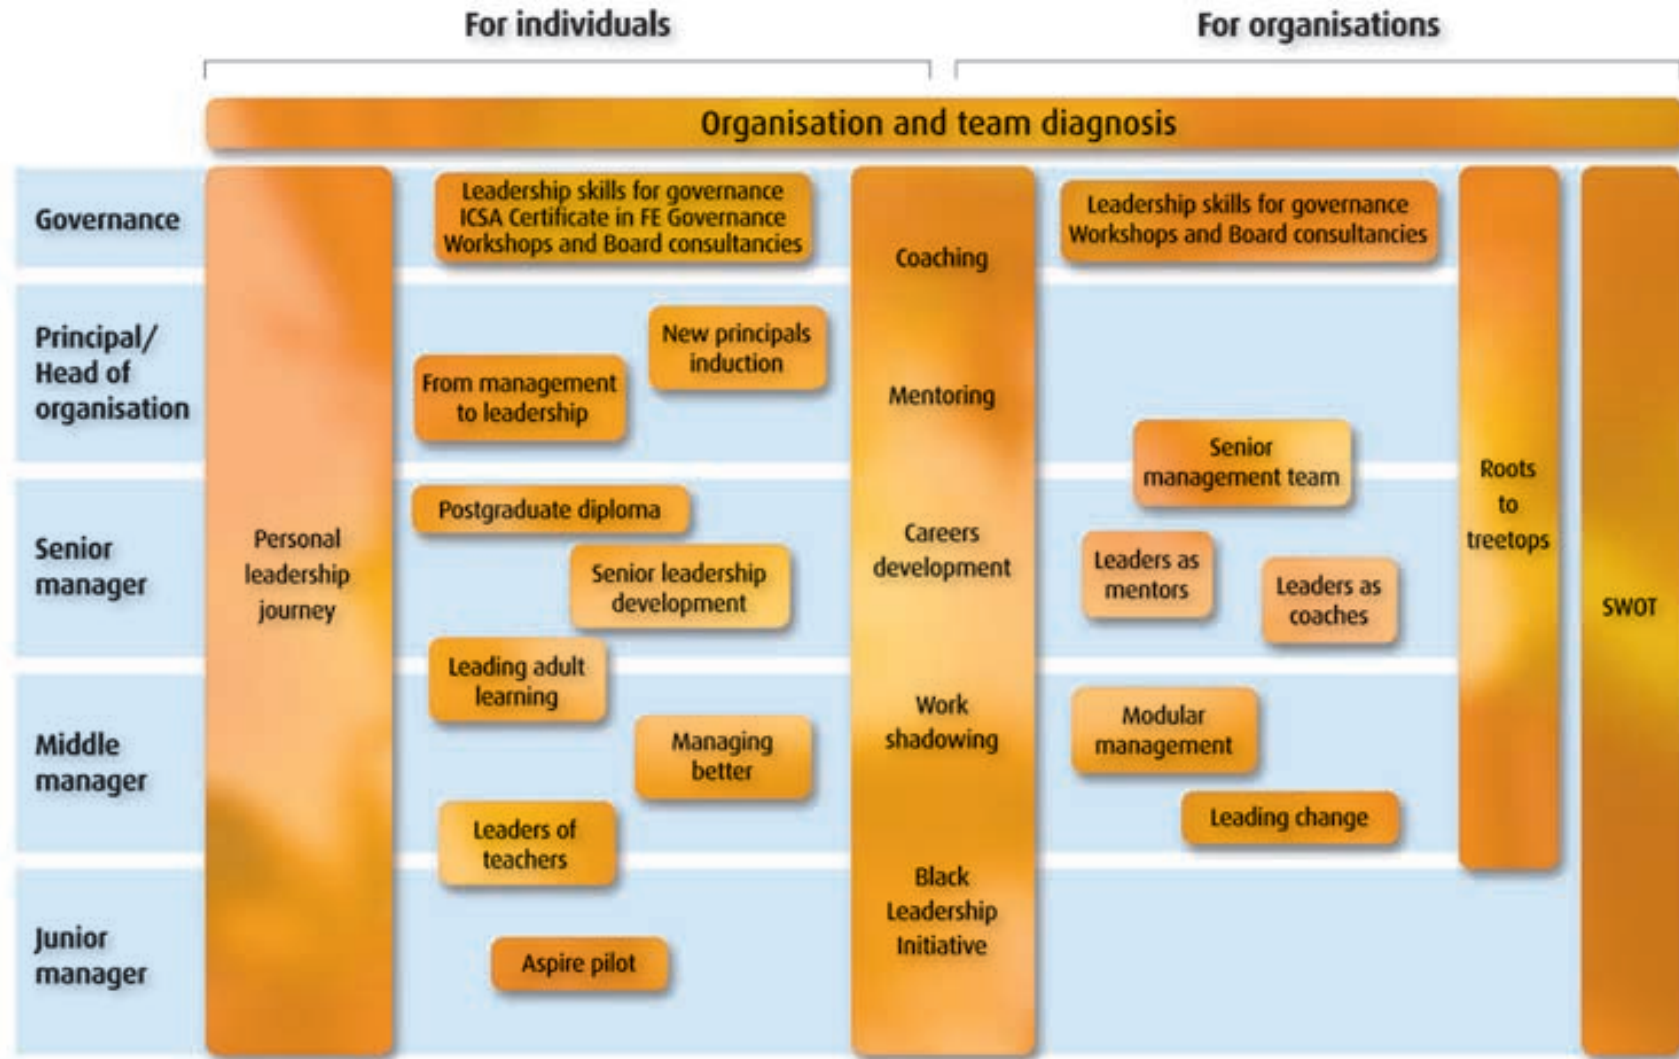 For individuals
For organisations
Organisation and team diagnosis
Governance
Leadership skills for governance
ICSA Certificate in FE Governance
Workshops and Board consultancies
Leadership skills for governance
Workshops and Board consultancies
Principal/
Head of
organisation
New principals
induction
From management
to leadership
Senior
management team
Senior
manager
Postgraduate diploma
Senior leadership
development
Leaders as
mentors
Leaders as
coaches
Middle
manager
Leading adult
learning
Managing
better
Leaders of
teachers
Modular
management
Leading change
Junior
manager
Aspire pilot
Personal
leadership
journey
Coaching
Mentoring
Careers
development
Work
shadowing
Black
Leadership
Initiative
Roots
to
treetops
SWOT